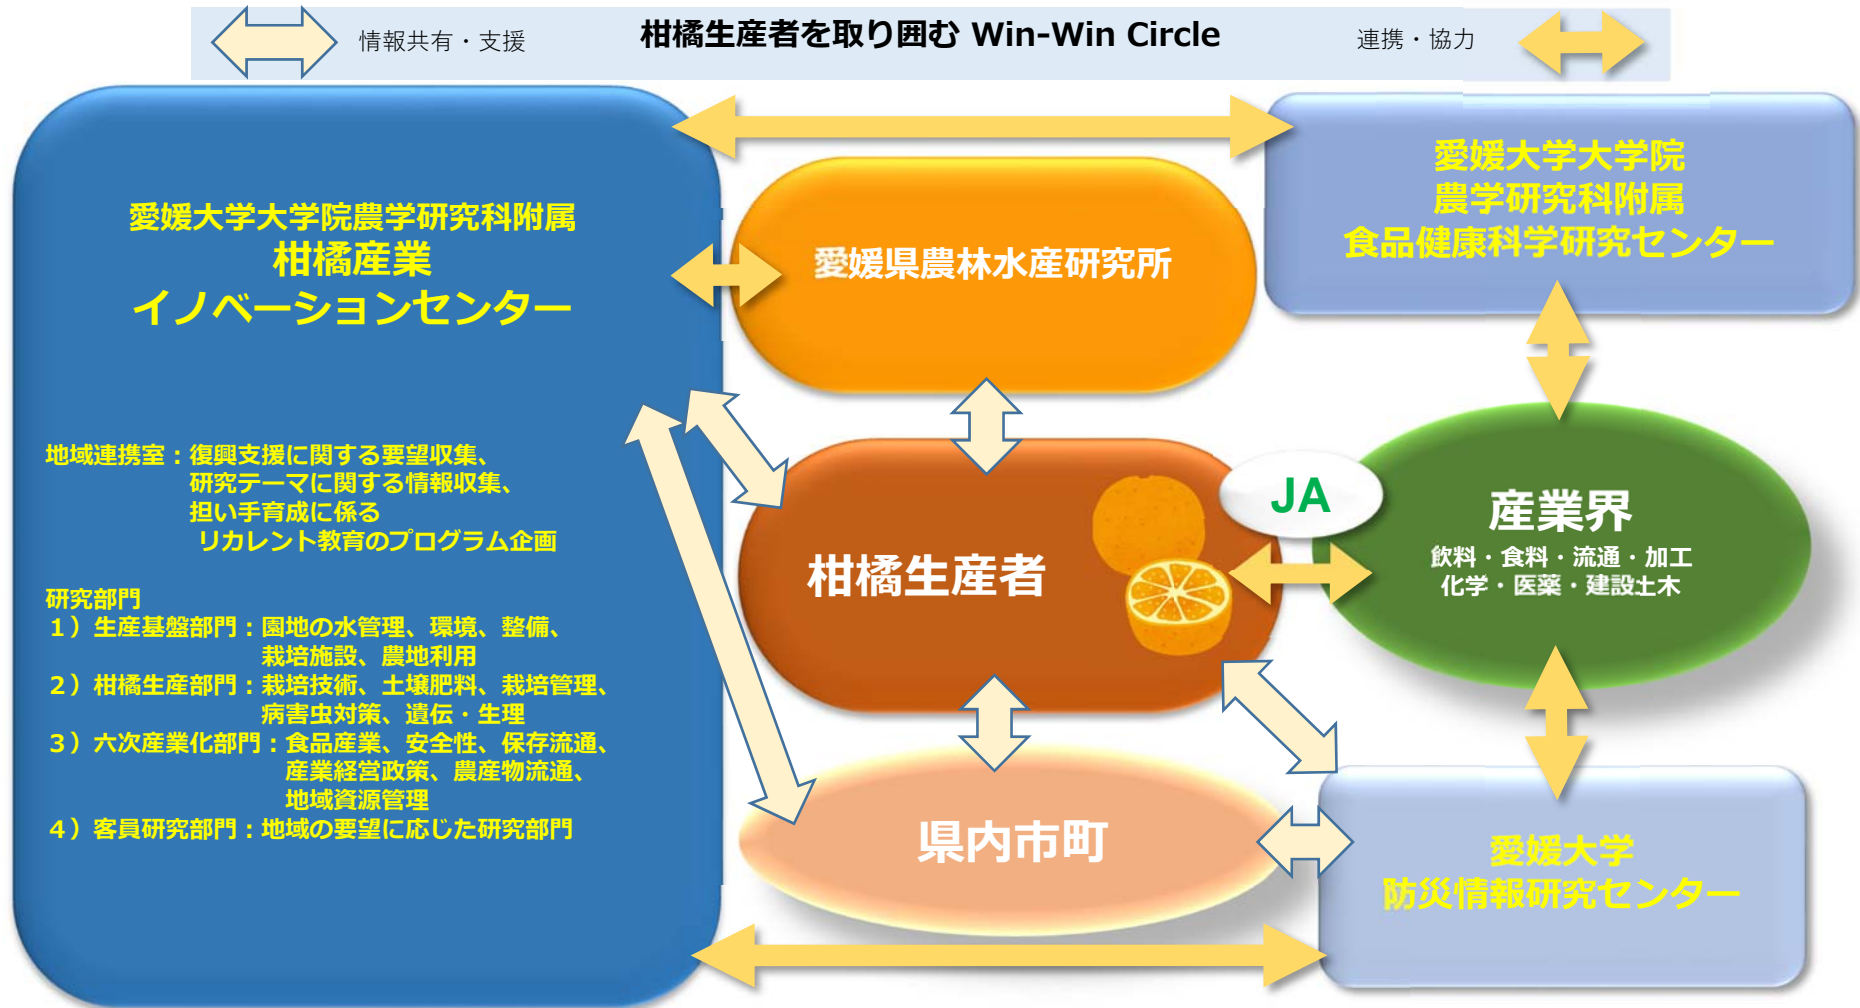 情報共有・支援
柑橘生産者を取り囲む Win-Win Circle
連携・協力
愛媛大学大学院農学研究科附属
柑橘産業
イノベーションセンター
地域連携室：復興支援に関する要望収集、
研究テーマに関する情報収集、
担い手育成に係る
リカレント教育のプログラム企画
研究部門
１）生産基盤部門：園地の水管理、環境、整備、
栽培施設、農地利用
２）柑橘生産部門：栽培技術、土壌肥料、栽培管理、
病害虫対策、遺伝・生理
３）六次産業化部門：食品産業、安全性、保存流通、
産業経営政策、農産物流通、
地域資源管理
４）客員研究部門：地域の要望に応じた研究部門
愛媛県農林水産研究所
愛媛大学大学院
農学研究科附属
食品健康科学研究センター
柑橘生産者
JA
産業界
飲料・食料・流通・加工
化学・医薬・建設土木
県内市町
愛媛大学
防災情報研究センター